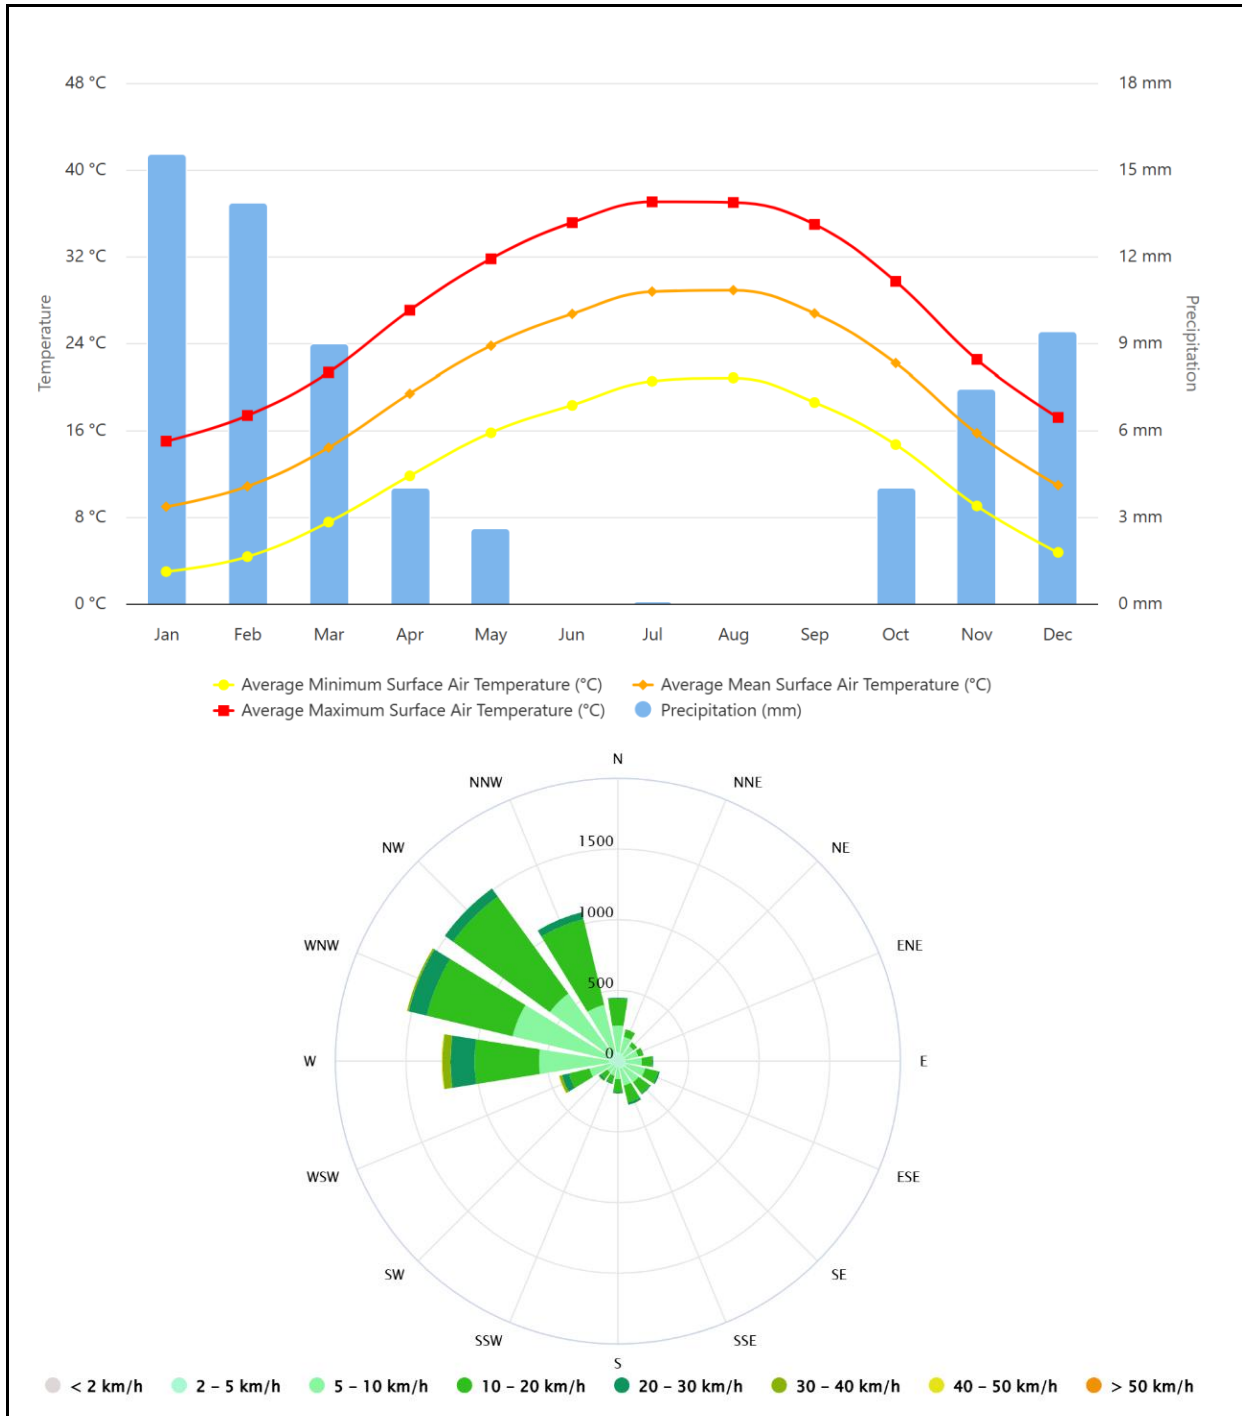 48 °C
18 mm
40 °C
15 mm
32 °C
12 mm
Temperature
Precipitation
24 °C
9 mm
16 °C
6 mm
8 °C
3 mm
0 °C
0 mm
Jan Feb Mar Apr May Jun Jul Aug Sep Oct Nov Dec
Average Minimum Surface Air Temperature (°C) Average Mean Surface Air Temperature (°C)
Average Maximum Surface Air Temperature (°C) Precipitation (mm)
N
NNW NNE
1500
NW NE
1000
WNW ENE
500
0
W E
WSW ESE
SW SE
SSW SSE
S
< 2 km/h 2 – 5 km/h 5 – 10 km/h 10 – 20 km/h 20 – 30 km/h 30 – 40 km/h 40 – 50 km/h > 50 km/h